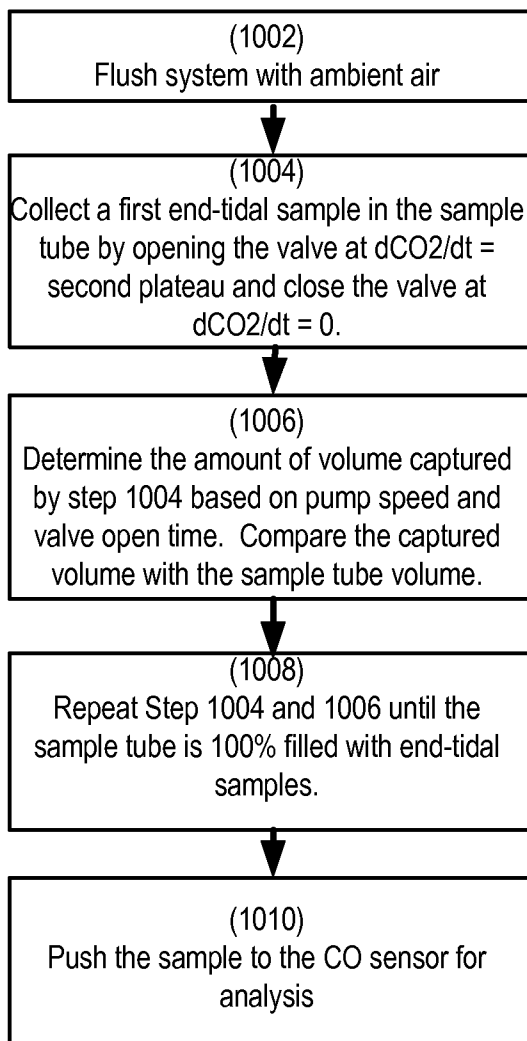 (1002)
Flush system with ambient air
(1004)
Collect a first end-tidal sample in the sample
tube by opening the valve at dCO2/dt =
second plateau and close the valve at
dCO2/dt = 0.
(1006)
Determine the amount of volume captured
by step 1004 based on pump speed and
valve open time.  Compare the captured
volume with the sample tube volume.
(1008)
Repeat Step 1004 and 1006 until the
sample tube is 100% filled with end-tidal
samples.
(1010)
Push the sample to the CO sensor for
analysis